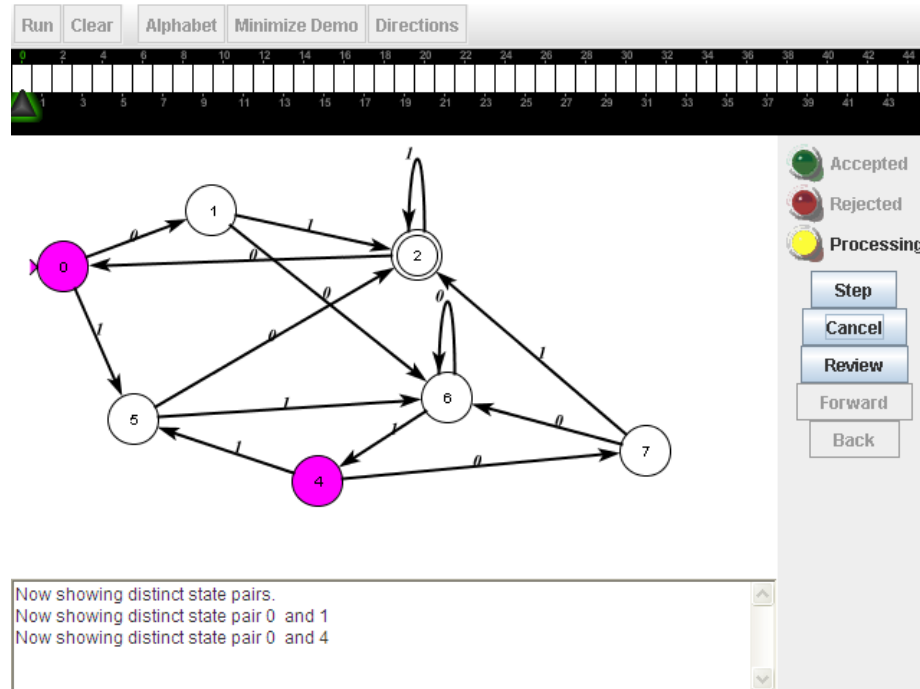 Run Clear Alphabet Minimize Demo Directions
0 2 4 6 8 10 12 14 16 18 20 22 24 26 28 30 32 34 36 38 40 42 44
1 3 5 7 9 11 13 15 17 19 21 23 25 27 29 31 33 35 37 39 41 43
Accepted
Rejected
Processing
Step
Cancel
Review
Forward
Back
1
1
0
1
2
0
0
0
0
0
1
0
1
6
1
5
1
1
0
7
1
4
0
Now showing distinct state pairs.
Now showing distinct state pair 0 and 1
Now showing distinct state pair 0 and 4